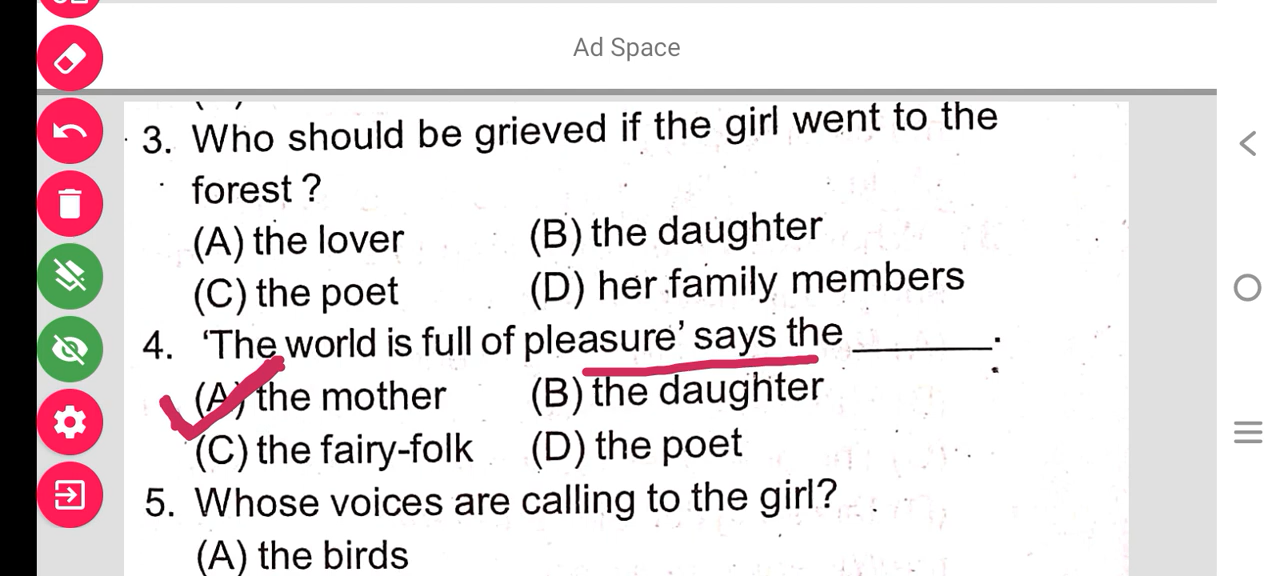 Ad Space
3. Who should be grieved if the girl went to the
forest ?
(A) the lover (B) the daughter
(C) the poet (D) her family members
4. 'The world is full of pleasure' says the ________.
(A) the mother (B) the daughter
(C) the fairy-folk (D) the poet
5. Whose voices are calling to the girl?
(A) the birds